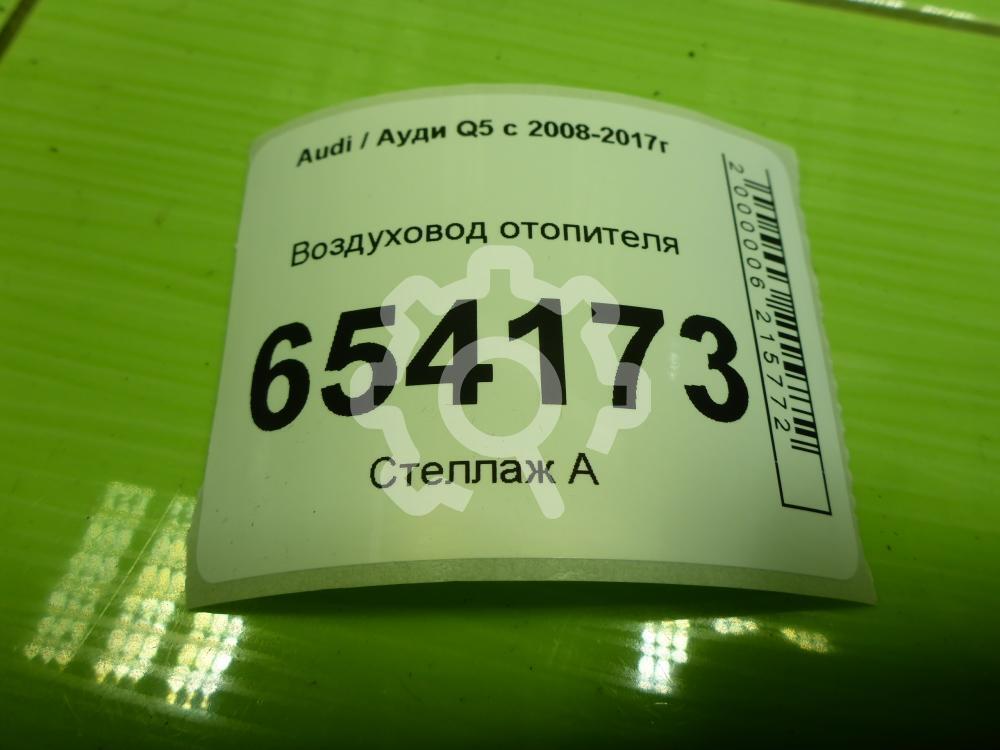 Audi / Ауди Q5 с 2008-2017г
Воздуховод отопителя
654173
Стеллаж А
2000006215772